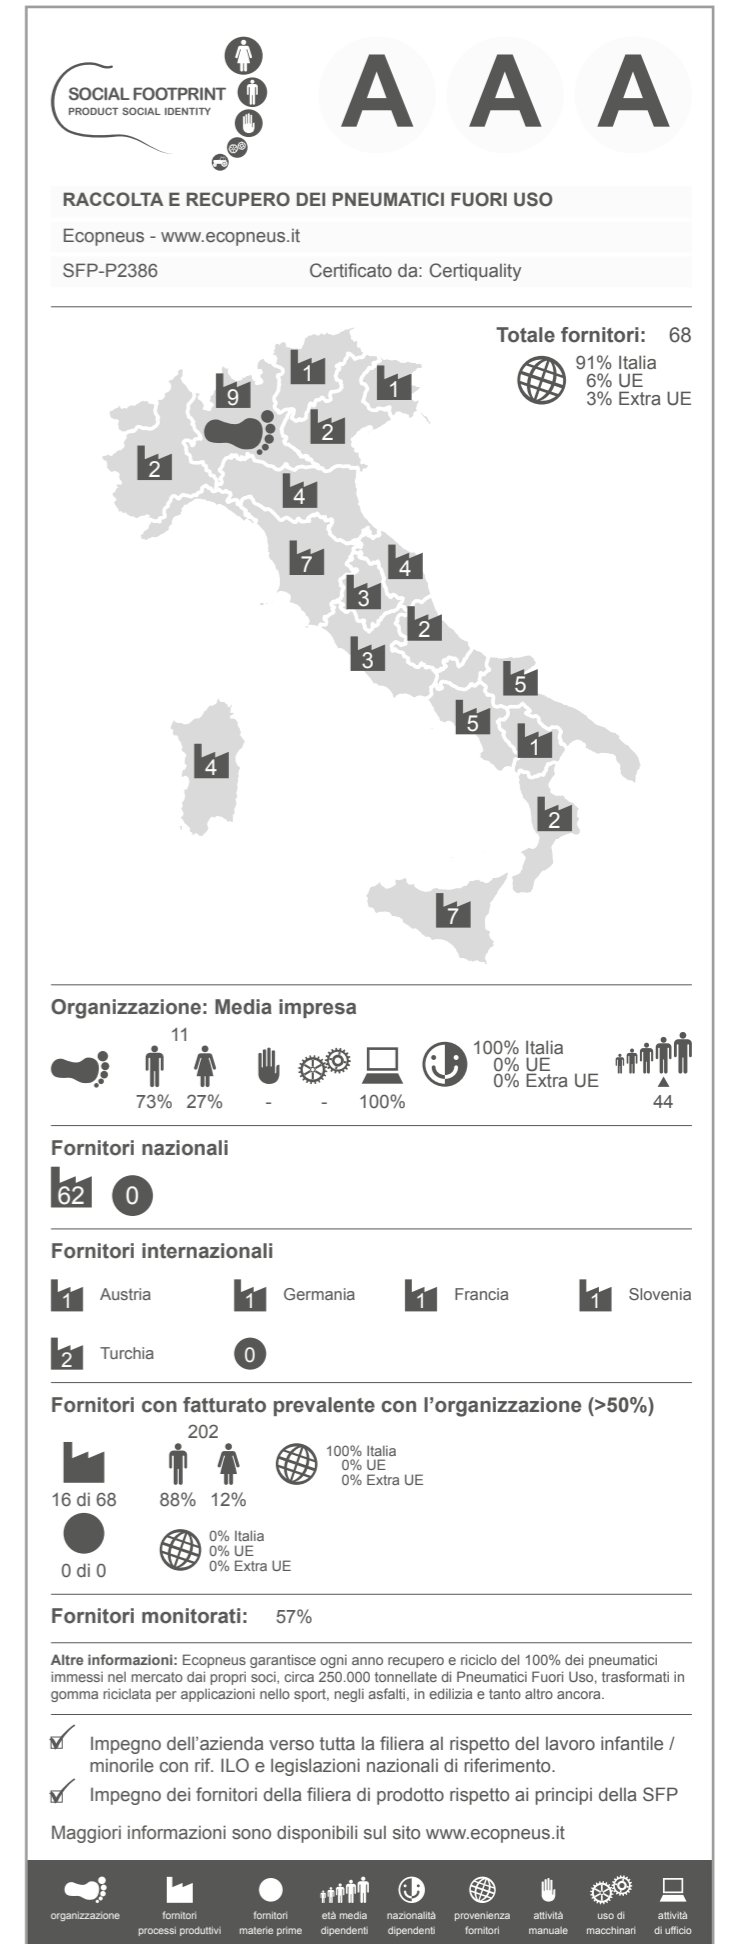 SOCIAL FOOTPRINT
PRODUCT SOCIAL IDENTITY
A A A
RACCOLTA E RECUPERO DEI PNEUMATICI FUORI USO
Ecopneus - www.ecopneus.it
SFP-P2386 Certificato da: Certiquality
Totale fornitori: 68
91% Italia
6% UE
3% Extra UE
1
9
1
2
2
4
7
4
3
2
3
5
5
1
4
2
7
Organizzazione: Media impresa
11
73% 27% - - 100%
100% Italia
0% UE
0% Extra UE
44
Fornitori nazionali
62 0
Fornitori internazionali
1 Austria 1 Germania 1 Francia 1 Slovenia
2 Turchia 0
Fornitori con fatturato prevalente con l’organizzazione (>50%)
202
16 di 68 88% 12%
100% Italia
0% UE
0% Extra UE
0 di 0
0% Italia
0% UE
0% Extra UE
Fornitori monitorati: 57%
Altre informazioni: Ecopneus garantisce ogni anno recupero e riciclo del 100% dei pneumatici
immessi nel mercato dai propri soci, circa 250.000 tonnellate di Pneumatici Fuori Uso, trasformati in
gomma riciclata per applicazioni nello sport, negli asfalti, in edilizia e tanto altro ancora.
Impegno dell’azienda verso tutta la filiera al rispetto del lavoro infantile /
minorile con rif. ILO e legislazioni nazionali di riferimento.
Impegno dei fornitori della filiera di prodotto rispetto ai principi della SFP
Maggiori informazioni sono disponibili sul sito www.ecopneus.it
organizzazione
fornitori
processi produttivi
fornitori
materie prime
età media
dipendenti
nazionalità
dipendenti
provenienza
fornitori
attività
manuale
uso di
macchinari
attività
di ufficio